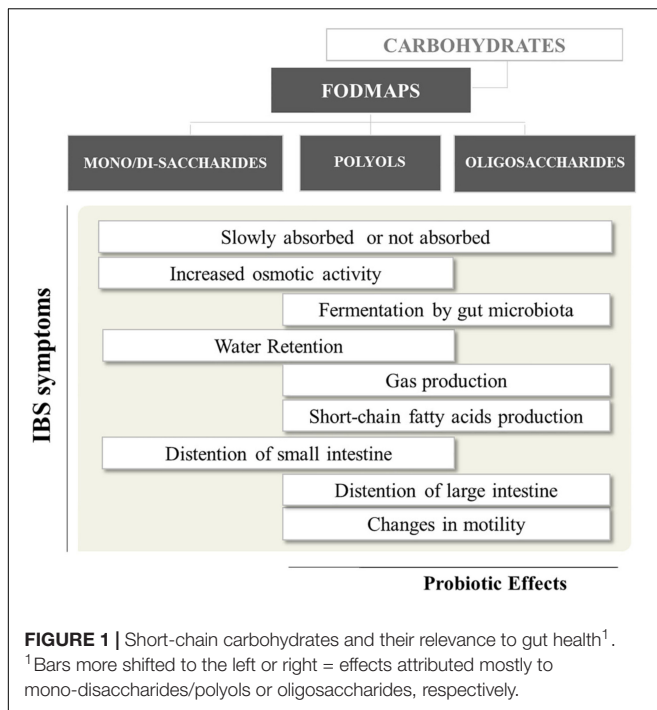 CARBOHYDRATES
FODMAPS
MONO/DI-SACCHARIDES
POLYOLS
OLIGOSACCHARIDES
IBS symptoms
Slowly absorbed or not absorbed
Increased osmotic activity
Fermentation by gut microbiota
Water Retention
Gas production
Short-chain fatty acids production
Distention of small intestine
Distention of large intestine
Changes in motility
Probiotic Effects
FIGURE 1 | Short-chain carbohydrates and their relevance to gut health¹.
¹Bars more shifted to the left or right = effects attributed mostly to
mono-disaccharides/polyols or oligosaccharides, respectively.